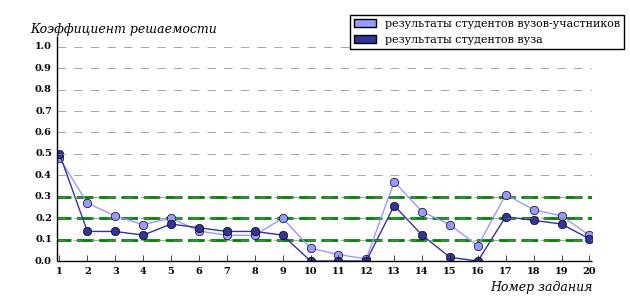 Коэффициент решаемости
результаты студентов вузов-участников
результаты студентов вуза
1.0
0.9
0.8
0.7
0.6
0.5
0.4
0.3
0.2
0.1
0.0
1 2 3 4 5 6 7 8 9 10 11 12 13 14 15 16 17 18 19 20
Номер задания